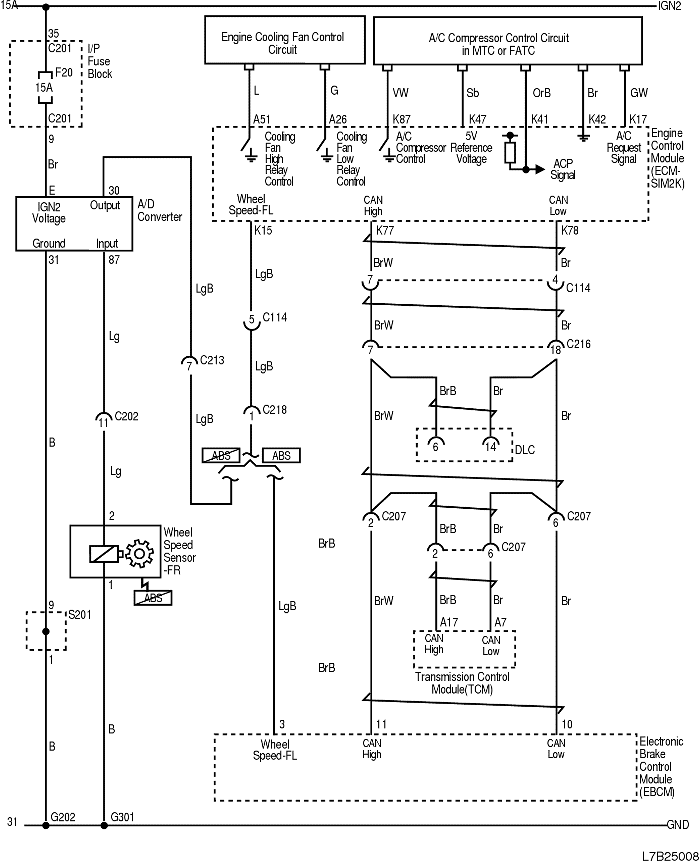 15A
IGN2
35
C201
I/P
Fuse
Block
F20
15A
C201
9
Br
E
30
IGN2
Voltage
Output
A/D
Converter
Ground
Input
31
87
Engine Cooling Fan Control
Circuit
A/C Compressor Control Circuit
in MTC or FATC
L
G
VW
Sb
OrB
Br
GW
A51
A26
K87
K47
K41
K42
K17
Cooling
Fan
High
Relay
Control
Cooling
Fan
Low
Relay
Control
A/C
Compressor
Control
5V
Reference
Voltage
ACP
Signal
A/C
Request
Signal
Engine
Control
Module
(ECM-
SIM2K)
Wheel
Speed-FL
CAN
High
CAN
Low
K15
K77
K78
LgB
LgB
BrW
Br
7
4
C114
Lg
5
C114
BrW
Br
7
18
C216
7
C213
LgB
BrB
Br
11
C202
LgB
1
C218
BrW
Br
B
6
14
DLC
ABS
ABS
Lg
2
2
C207
6
C207
BrB
BrB
Br
2
6
C207
Wheel
Speed
Sensor
-FR
1
ABS
LgB
BrW
BrB
Br
Br
9
S201
A17
A7
CAN
High
CAN
Low
1
BrB
Transmission Control
Module(TCM)
B
B
3
11
10
Wheel
Speed-FL
CAN
High
CAN
Low
Electronic
Brake
Control
Module
(EBCM)
31
G202
G301
GND
L7B25008